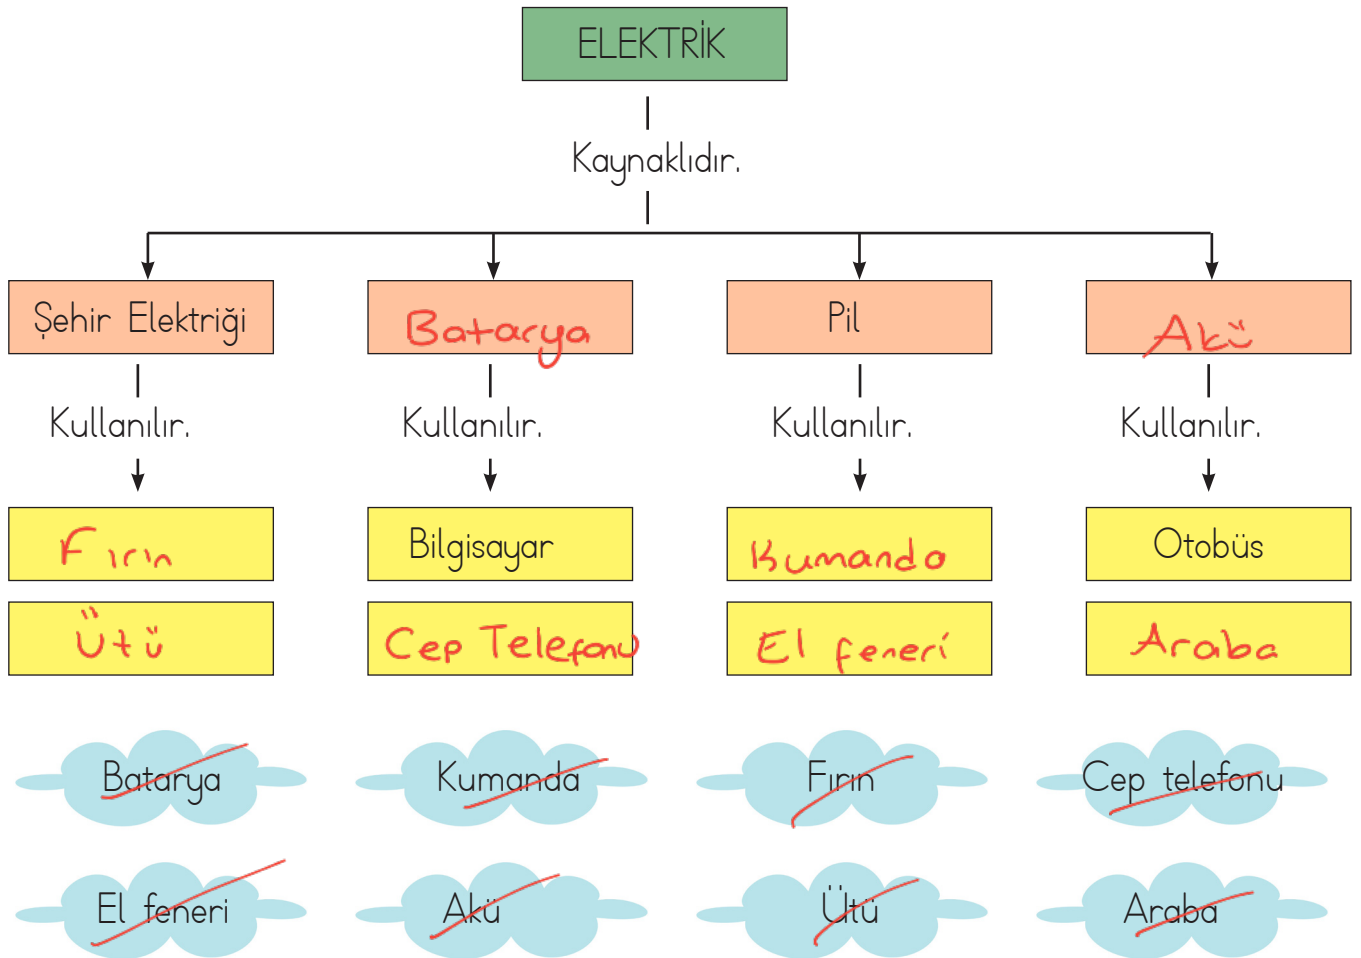 ELEKTRİK
Kaynaklıdır.
Şehir Elektriği Batarya Pil Akü
Kullanılır. Kullanılır. Kullanılır. Kullanılır.
Fırın Bilgisayar Kumanda Otobüs
Ütü Cep Telefonu El feneri Araba
Batarya Kumanda Fırın Cep telefonu
El feneri Akü Ütü Araba